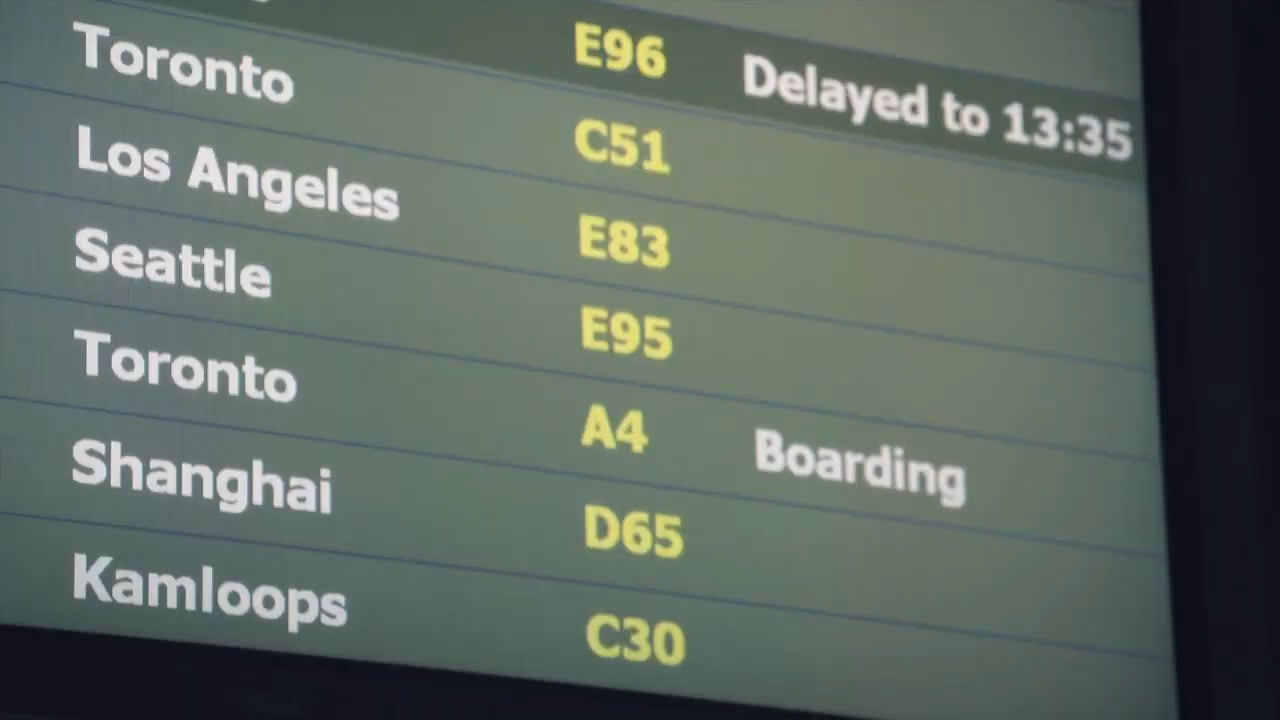 E96 Delayed to 13:35
Toronto C51
Los Angeles E83
Seattle E95
Toronto A4 Boarding
Shanghai D65
Kamloops C30